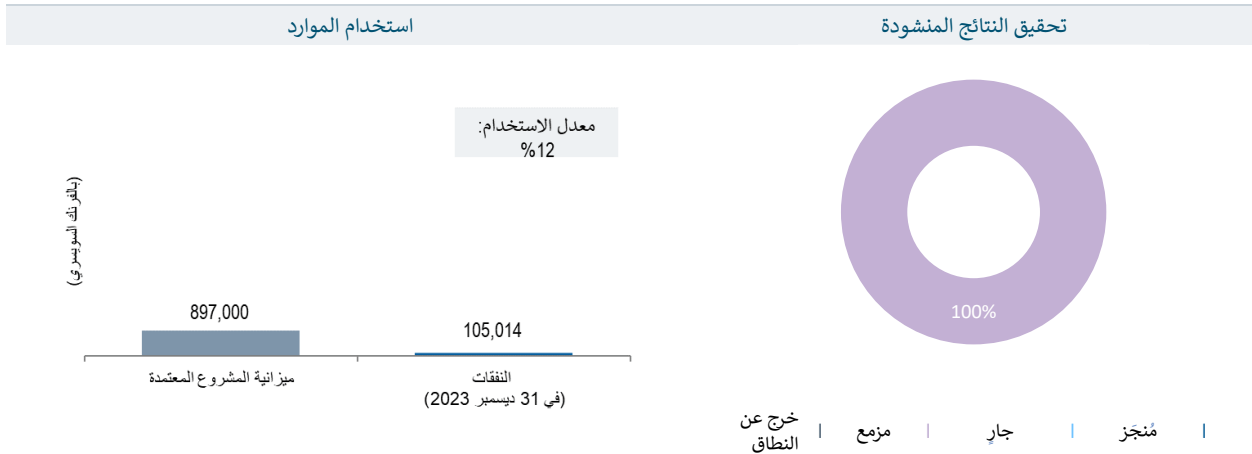 تحقيق النتائج المنشودة
100%
مُنجَز
جارٍ
مزمع
خرج عن
النطاق
استخدام الموارد
معدل الاستخدام:
%12
(بالفرنك السويسري)
897,000
105,014
ميزانية المشروع المعتمدة
النفقات
(في 31 ديسمبر 2023)